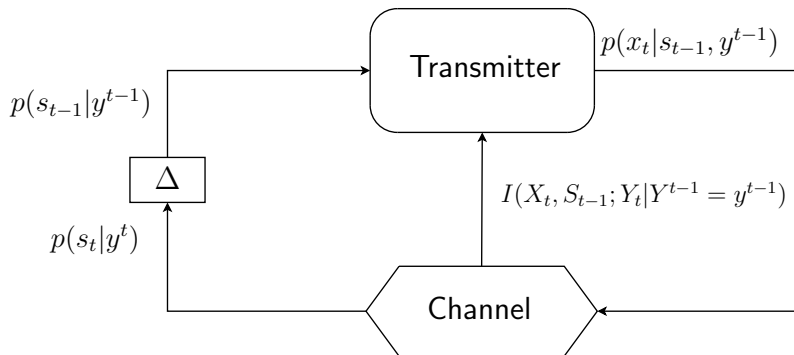 Transmitter
p(x_t|s_{t−1}, y^{t−1})
p(s_{t−1}|y^{t−1})
Δ
I(X_t, S_{t−1}; Y_t|Y^{t−1} = y^{t−1})
p(s_t|y^t)
Channel